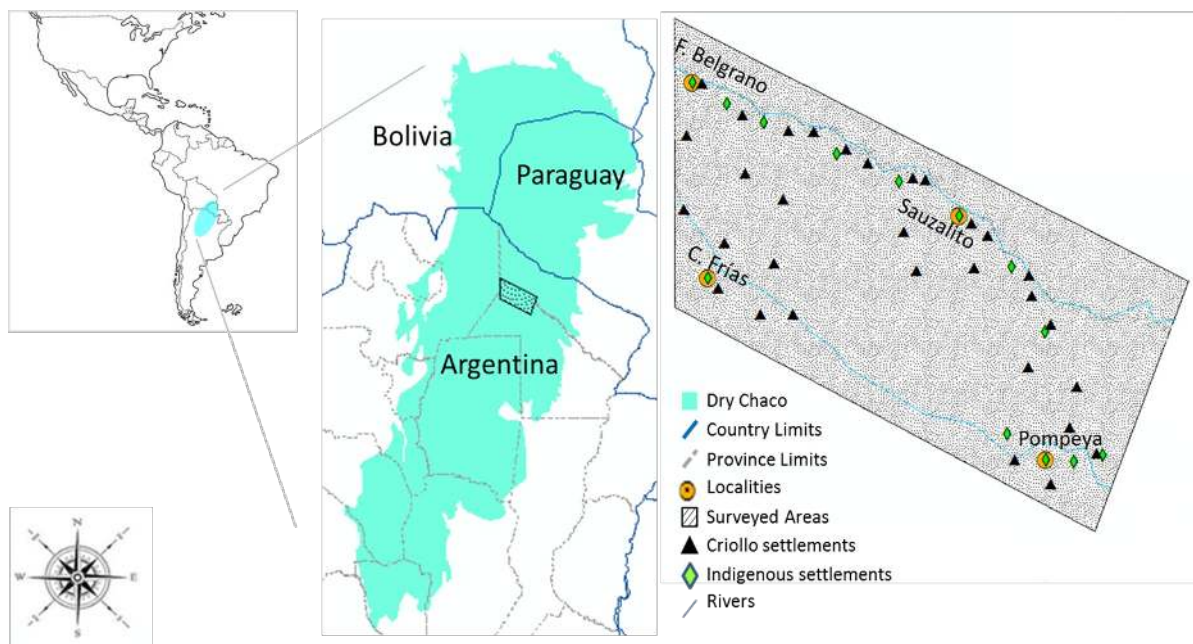 Bolivia
Paraguay
Argentina
F. Belgrano
Sauzalito
C. Frías
Pompeya
Dry Chaco
Country Limits
Province Limits
Localities
Surveyed Areas
Criollo settlements
Indigenous settlements
Rivers
N
W
E
S